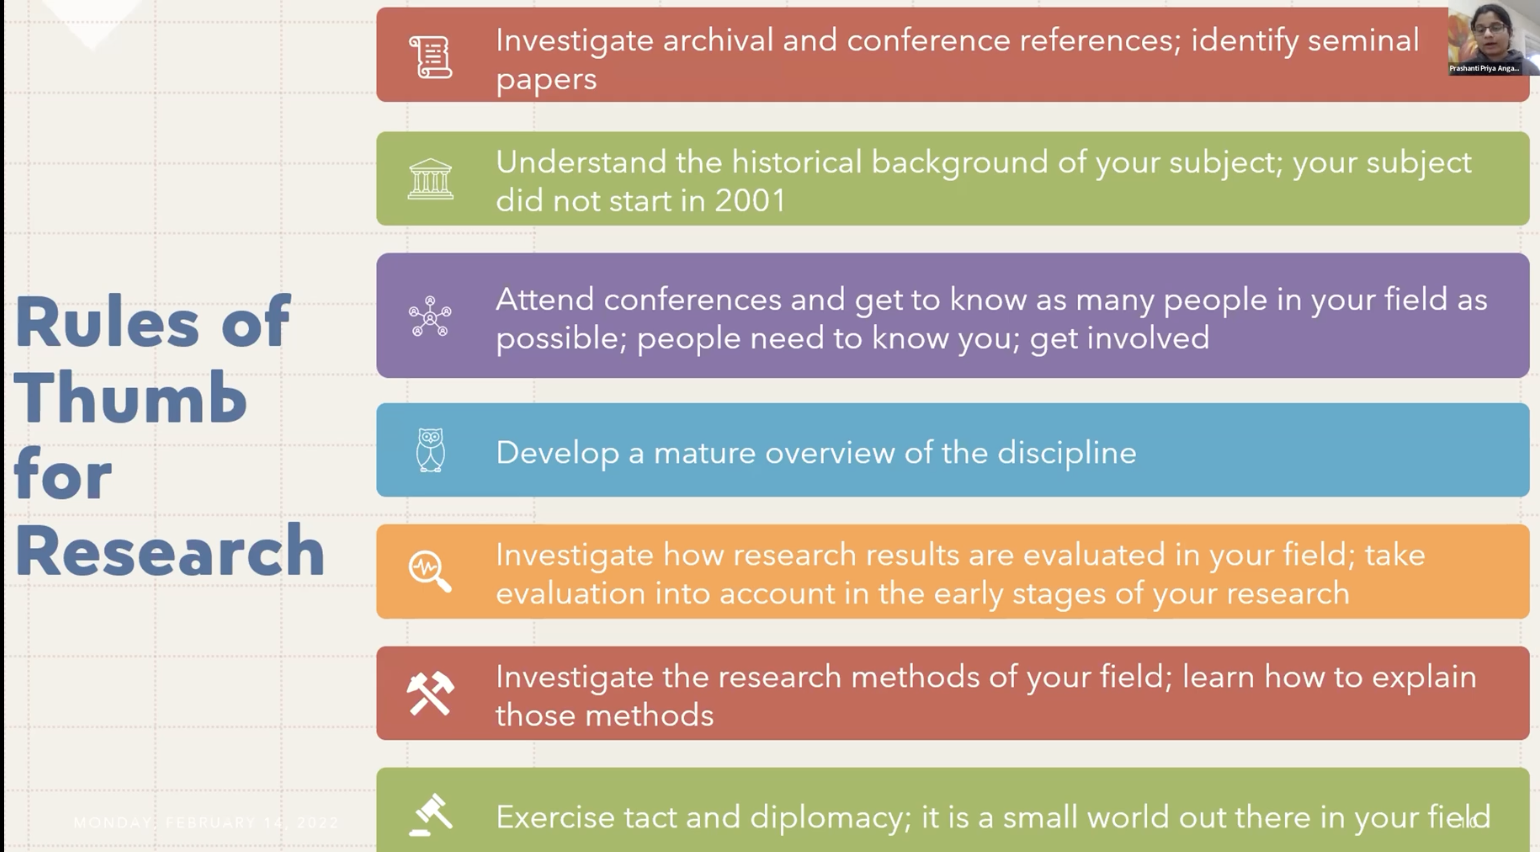 Rules of
Thumb
for
Research
Investigate archival and conference references; identify seminal
papers
Understand the historical background of your subject; your subject
did not start in 2001
Attend conferences and get to know as many people in your field as
possible; people need to know you; get involved
Develop a mature overview of the discipline
Investigate how research results are evaluated in your field; take
evaluation into account in the early stages of your research
Investigate the research methods of your field; learn how to explain
those methods
Exercise tact and diplomacy; it is a small world out there in your field
MONDAY, FEBRUARY 14, 2022
Prashanti Priya Anga...